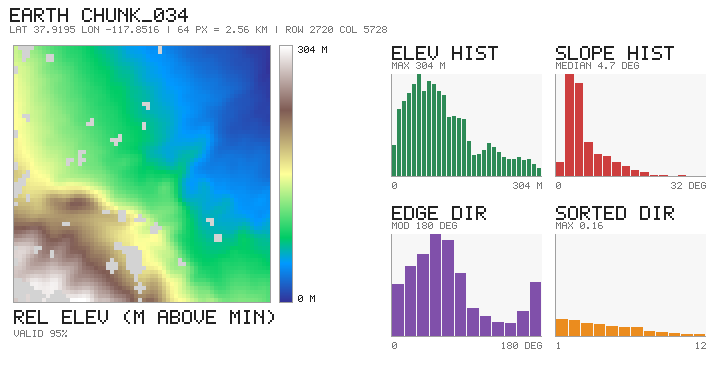 EARTH CHUNK_034
LAT 37.9195 LON -117.8516 | 64 PX = 2.56 KM | ROW 2720 COL 5728
304 M
0 M
REL ELEV (M ABOVE MIN)
VALID 95%
ELEV HIST
MAX 304 M
0 304 M
SLOPE HIST
MEDIAN 4.7 DEG
0 32 DEG
EDGE DIR
MOD 180 DEG
0 180 DEG
SORTED DIR
MAX 0.16
1 12